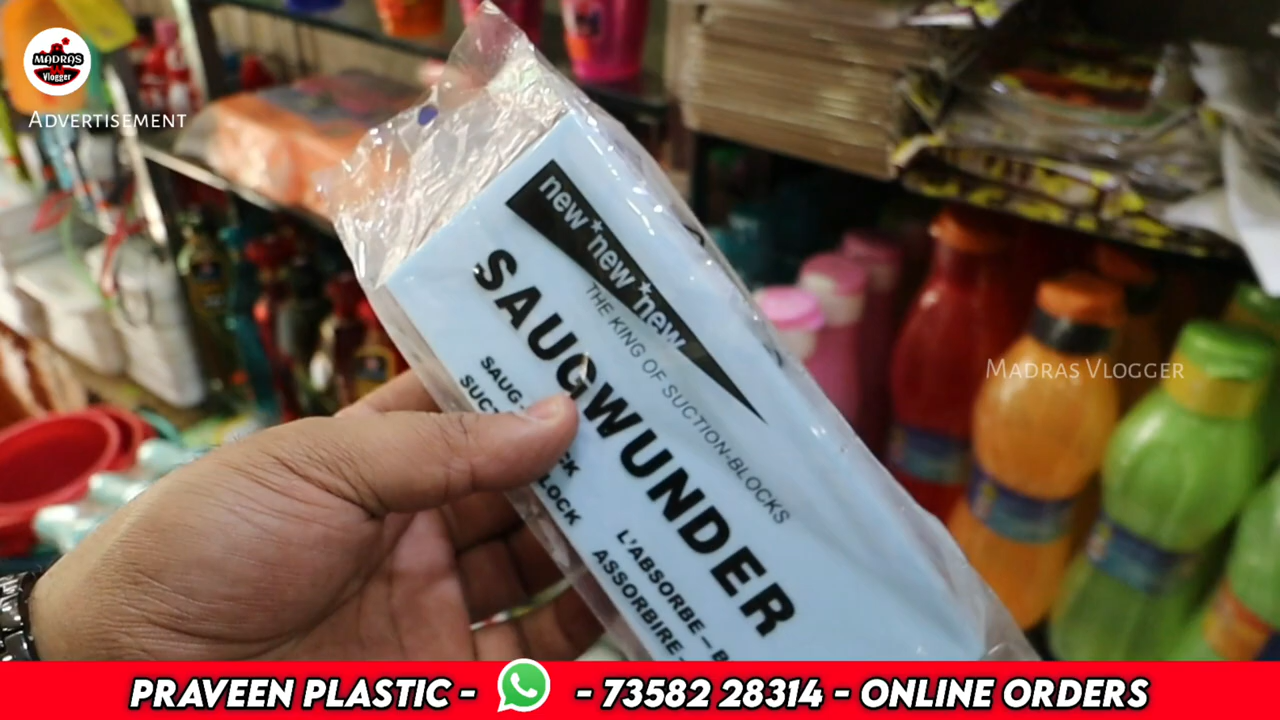 MADRAS
Vlogger
ADVERTISEMENT
new*new*new
THE KING OF SUCTION-BLOCKS
SAUGWUNDER
L'ABSORBE –
ASSORBIRE –
MADRAS VLOGGER
PRAVEEN PLASTIC - - 73582 28314 - ONLINE ORDERS